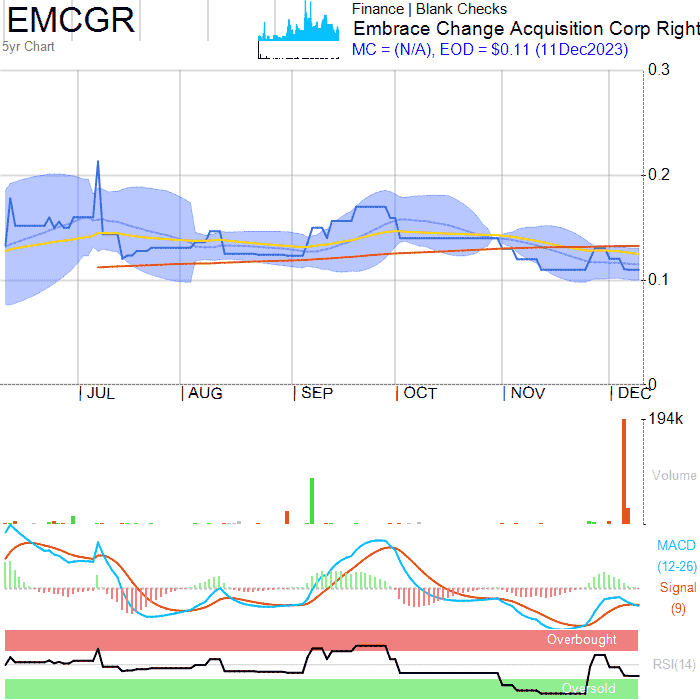 EMCGR
5yr Chart
Finance | Blank Checks
Embrace Change Acquisition Corp Right
MC = (N/A), EOD = $0.11 (11Dec2023)
0.3
0.2
0.1
0
| JUL | AUG | SEP | OCT | NOV | DEC
194k
Volume
MACD
(12-26)
Signal
(9)
Overbought
RSI(14)
Oversold